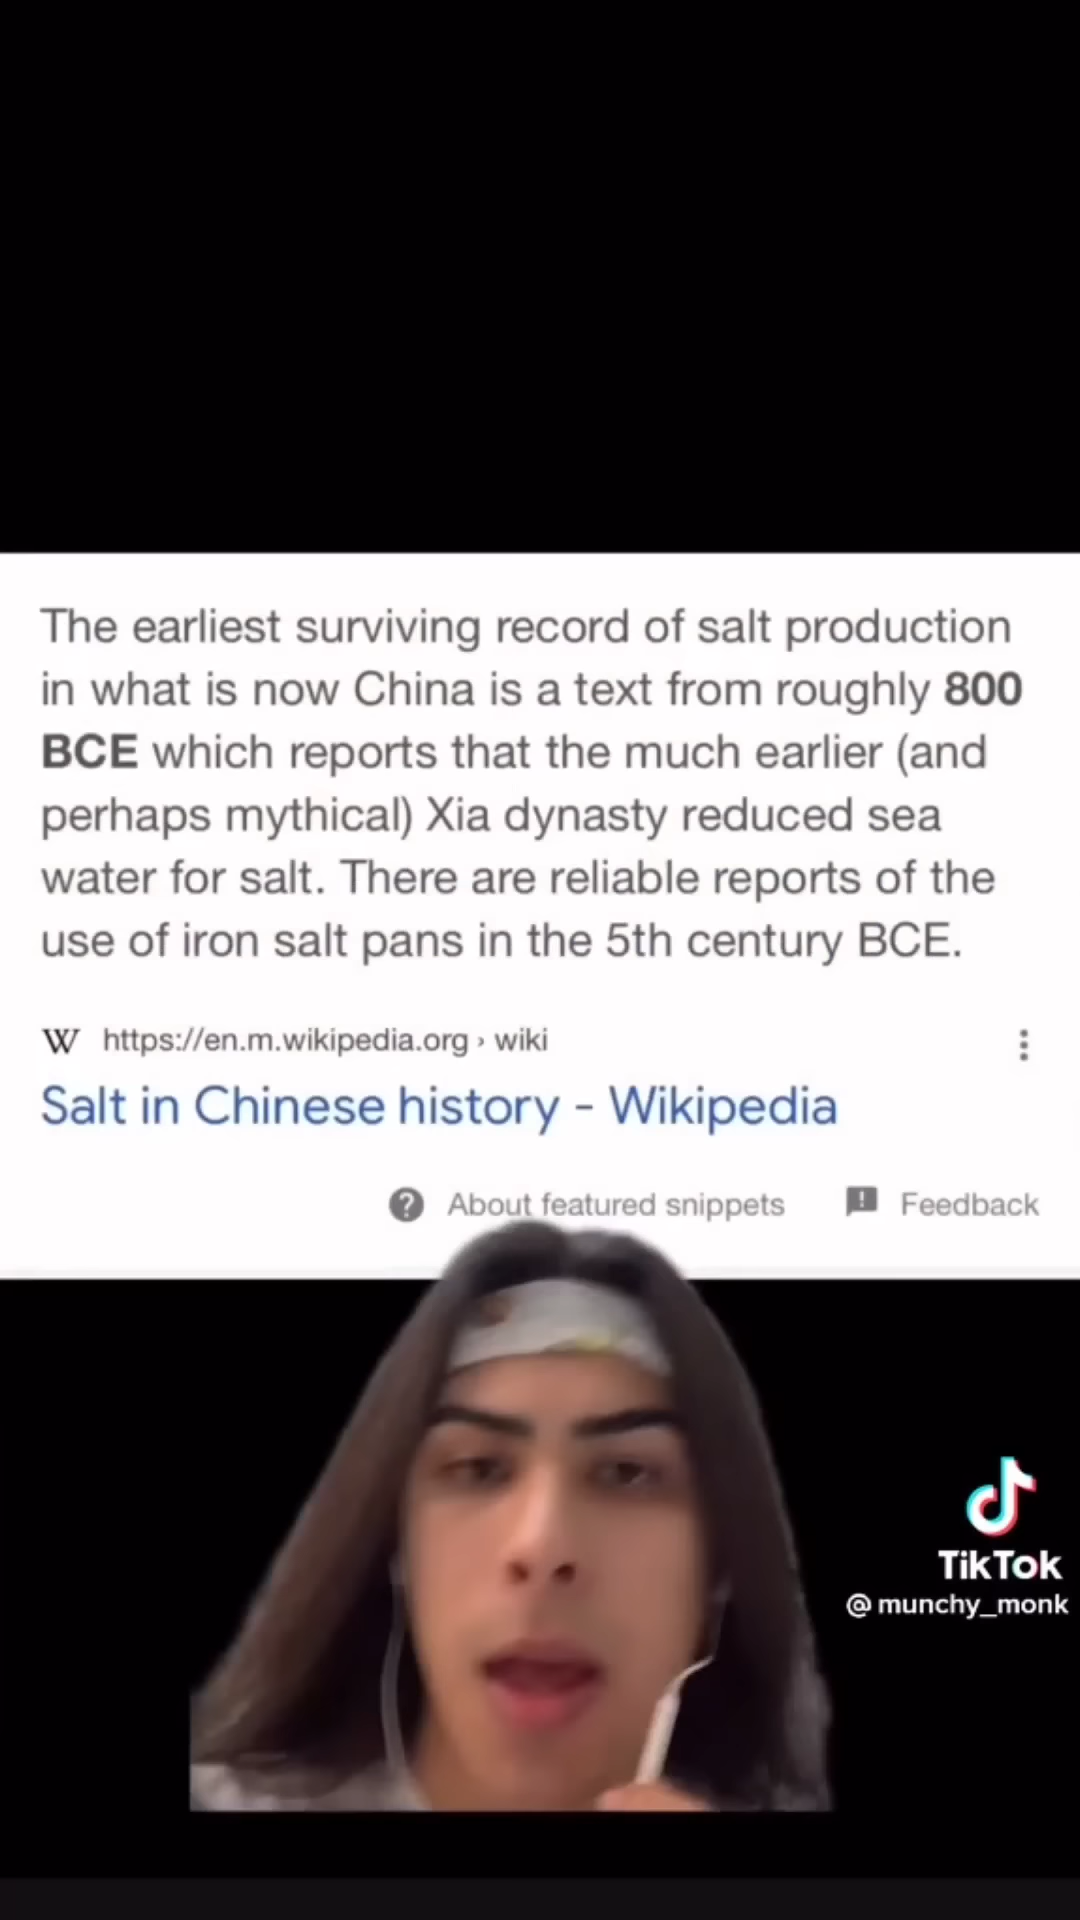 The earliest surviving record of salt production
in what is now China is a text from roughly 800
BCE which reports that the much earlier (and
perhaps mythical) Xia dynasty reduced sea
water for salt. There are reliable reports of the
use of iron salt pans in the 5th century BCE.
W https://en.m.wikipedia.org › wiki
Salt in Chinese history - Wikipedia
? About featured snippets ! Feedback
TikTok
@munchy_monk